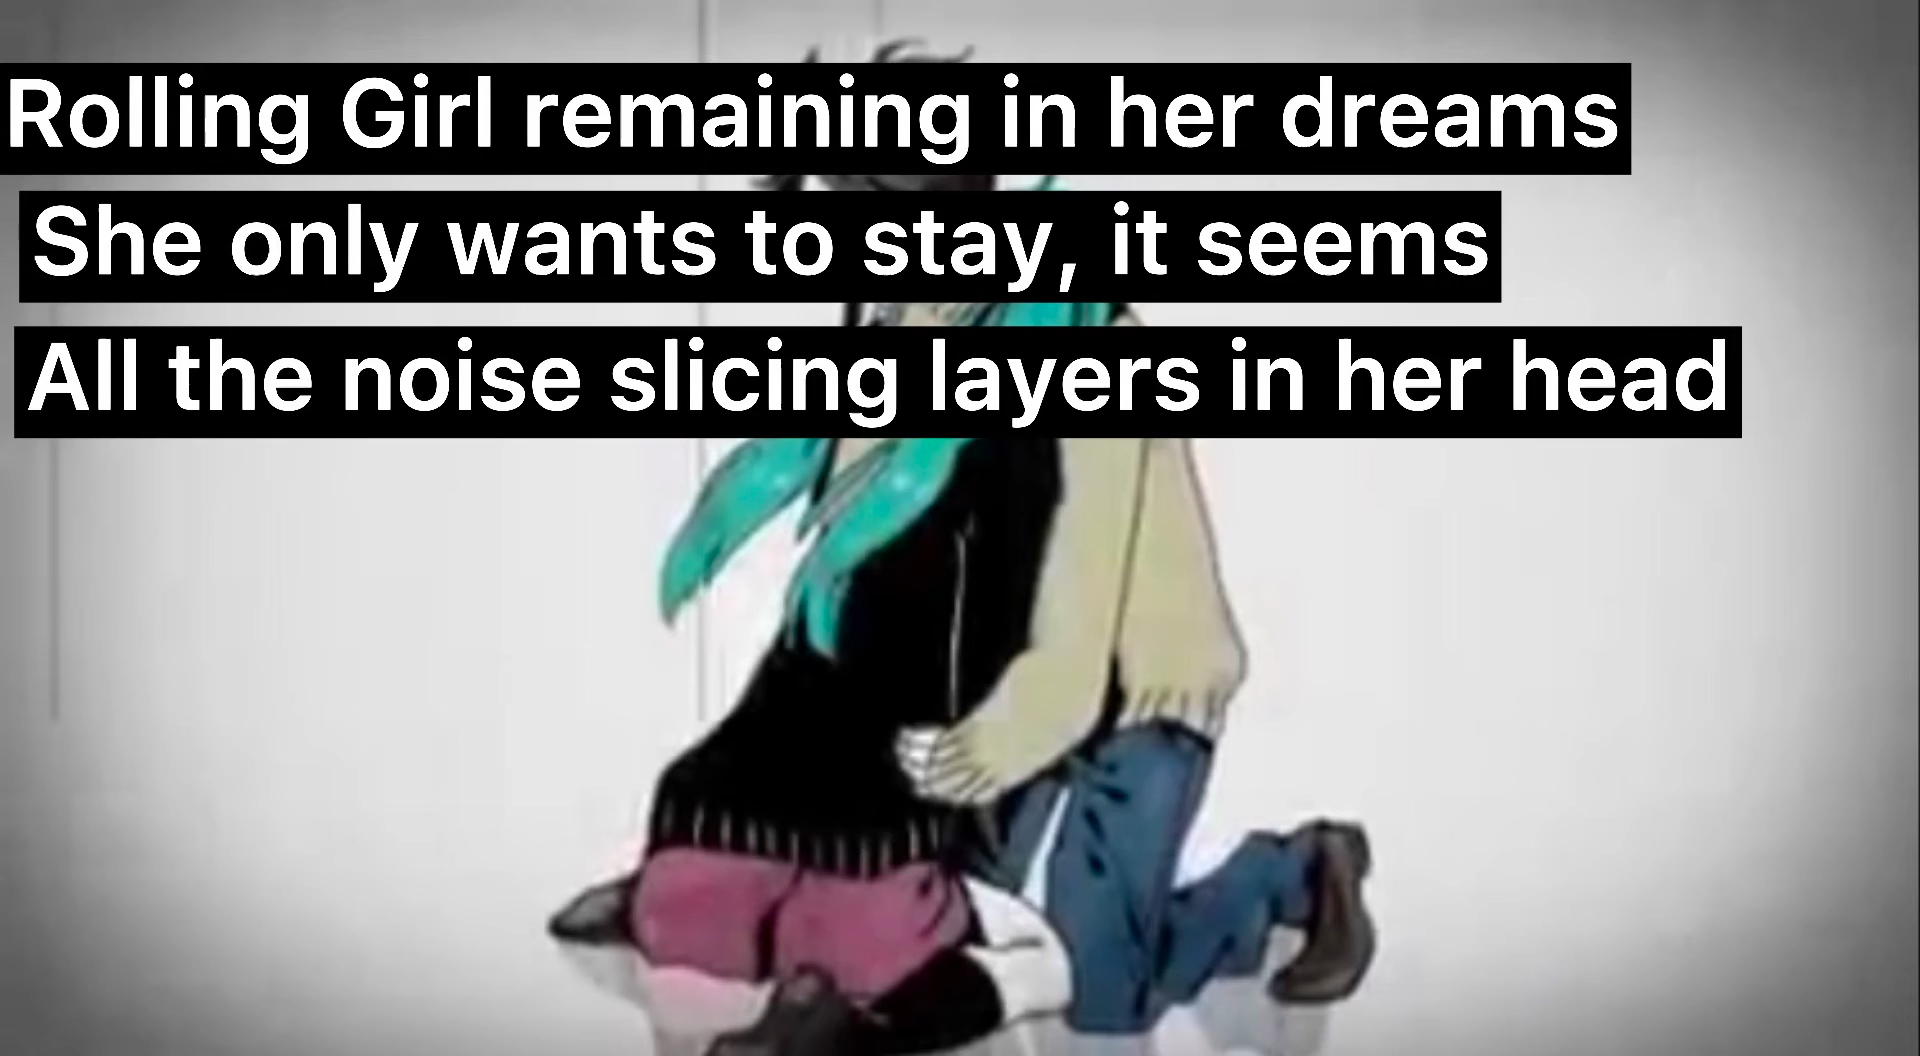 Rolling Girl remaining in her dreams
She only wants to stay, it seems
All the noise slicing layers in her head